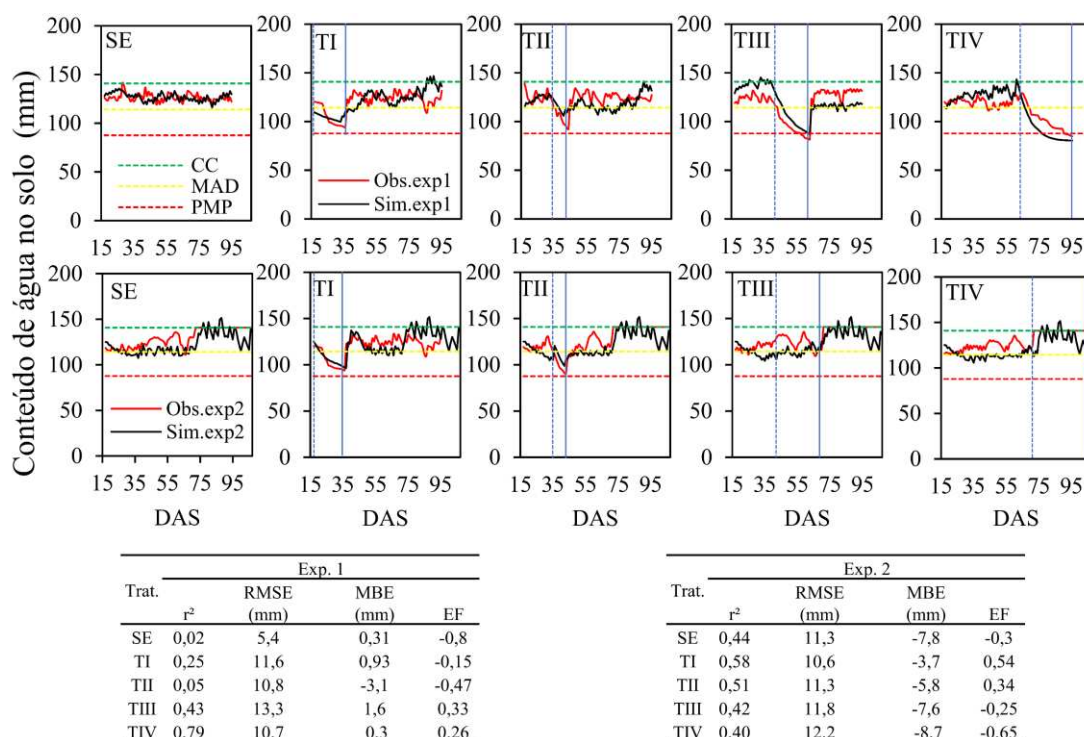 Conteúdo de água no solo (mm)
200
150
100
50
0
SE
CC
MAD
PMP
15 35 55 75 95
200
150
100
50
0
TI
Obs.exp1
Sim.exp1
15 35 55 75 95
200
150
100
50
0
TII
15 35 55 75 95
200
150
100
50
0
TIII
15 35 55 75 95
200
150
100
50
0
TIV
15 35 55 75 95
200
150
100
50
0
SE
Obs.exp2
Sim.exp2
15 35 55 75 95
DAS
200
150
100
50
0
TI
15 35 55 75 95
DAS
200
150
100
50
0
TII
15 35 55 75 95
DAS
200
150
100
50
0
TIII
15 35 55 75 95
DAS
200
150
100
50
0
TIV
15 35 55 75 95
DAS
Exp. 1
Trat. r² RMSE (mm) MBE (mm) EF
SE 0,02 5,4 0,31 -0,8
TI 0,25 11,6 0,93 -0,15
TII 0,05 10,8 -3,1 -0,47
TIII 0,43 13,3 1,6 0,33
TIV 0,79 10,7 0,3 0,26
Exp. 2
Trat. r² RMSE (mm) MBE (mm) EF
SE 0,44 11,3 -7,8 -0,3
TI 0,58 10,6 -3,7 0,54
TII 0,51 11,3 -5,8 0,34
TIII 0,42 11,8 -7,6 -0,25
TIV 0,40 12,2 -8,7 -0,65